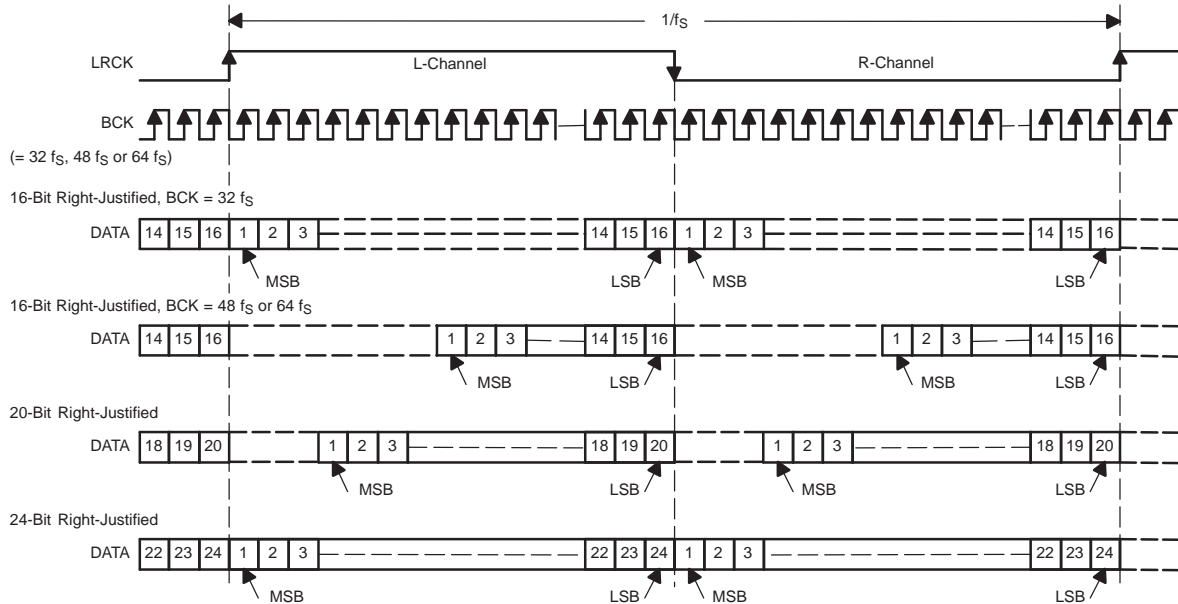 1/fS
LRCK L-Channel R-Channel
BCK
(= 32 fS, 48 fS or 64 fS)
16-Bit Right-Justified, BCK = 32 fS
DATA 14 15 16 1 2 3 14 15 16 1 2 3 14 15 16
MSB LSB MSB LSB
16-Bit Right-Justified, BCK = 48 fS or 64 fS
DATA 14 15 16 1 2 3 14 15 16 1 2 3 14 15 16
MSB LSB MSB LSB
20-Bit Right-Justified
DATA 18 19 20 1 2 3 18 19 20 1 2 3 18 19 20
MSB LSB MSB LSB
24-Bit Right-Justified
DATA 22 23 24 1 2 3 22 23 24 1 2 3 22 23 24
MSB LSB MSB LSB